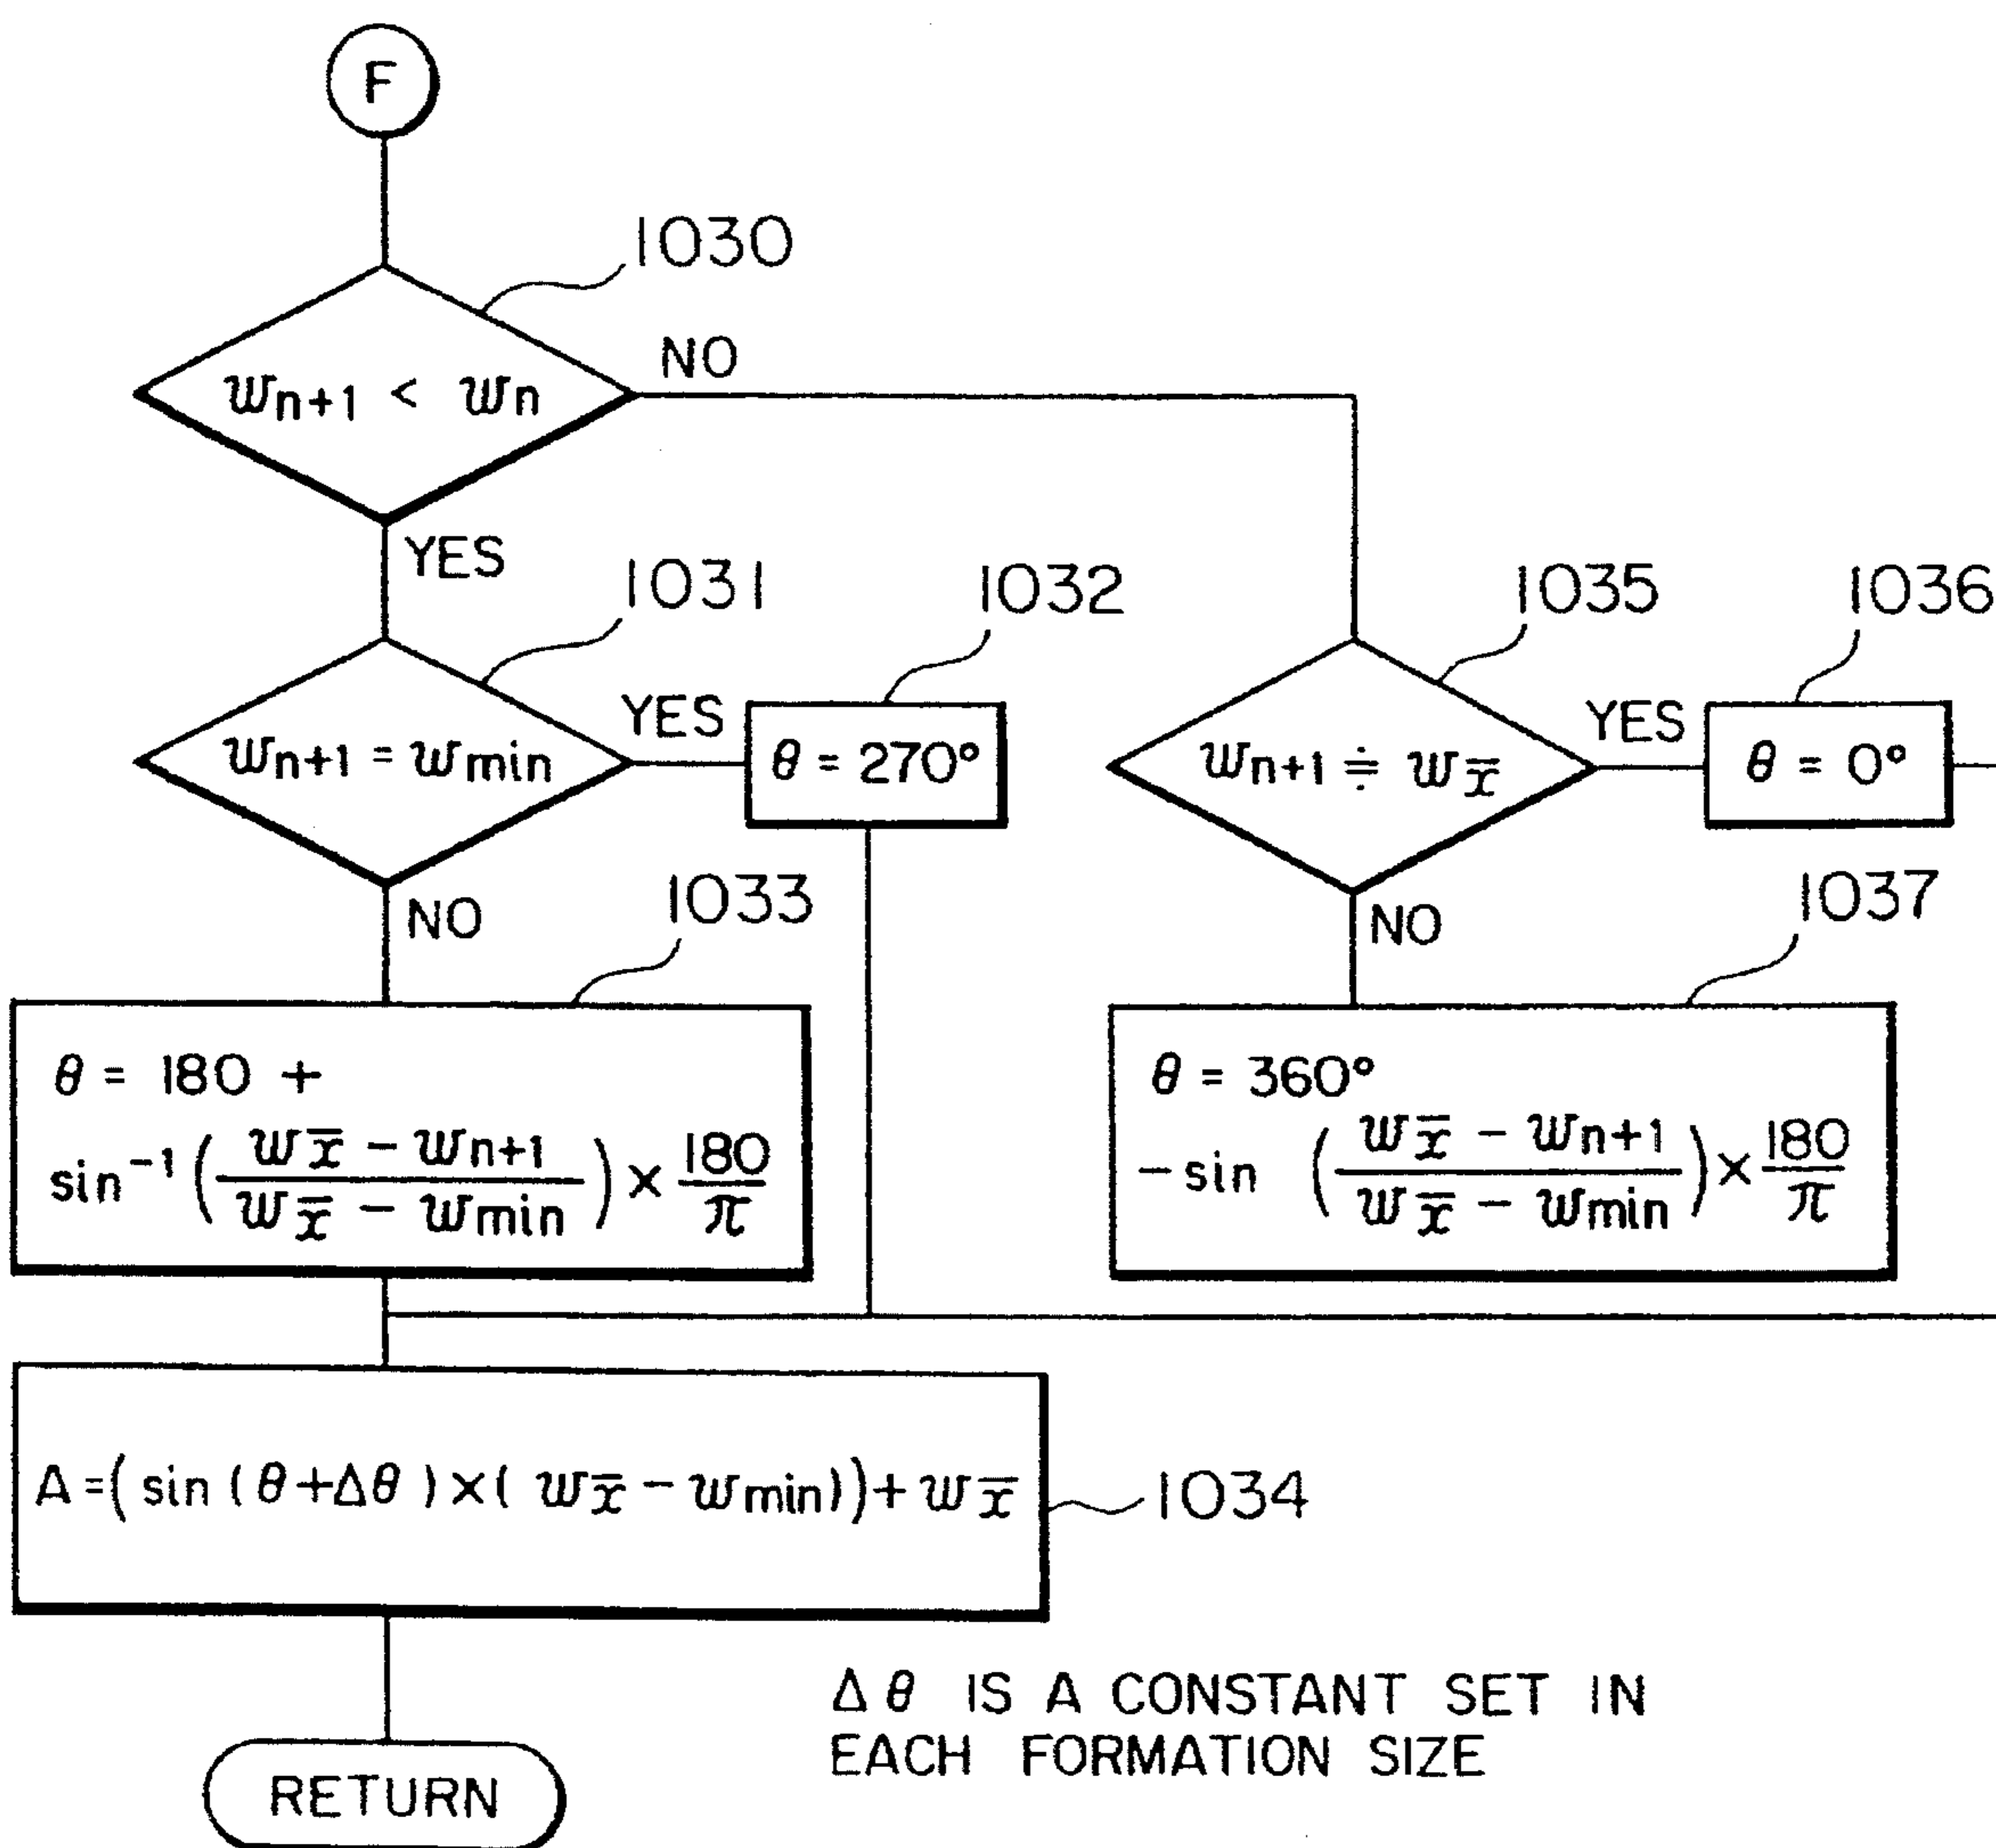 F
1030
wn+1 < wn
NO
YES
1031
1032
1035
1036
wn+1 = wmin
YES
θ = 270°
wn+1 ≑ wx̄
YES
θ = 0°
NO
1033
NO
1037
θ = 180 +
sin⁻¹ ( (wx̄ − wn+1) / (wx̄ − wmin) ) × 180/π
θ = 360°
− sin ( (wx̄ − wn+1) / (wx̄ − wmin) ) × 180/π
A = ( sin ( θ + Δθ ) × ( wx̄ − wmin ) ) + wx̄
1034
Δθ IS A CONSTANT SET IN
EACH FORMATION SIZE
RETURN